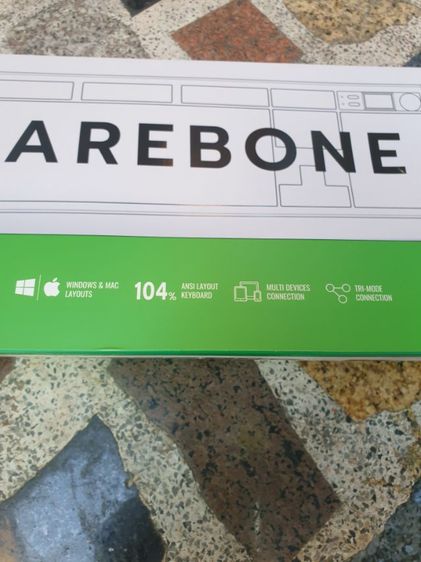 AREBONE
WINDOWS & MAC
LAYOUTS
104%
ANSI LAYOUT
KEYBOARD
MULTI DEVICES
CONNECTION
TRI-MODE
CONNECTION